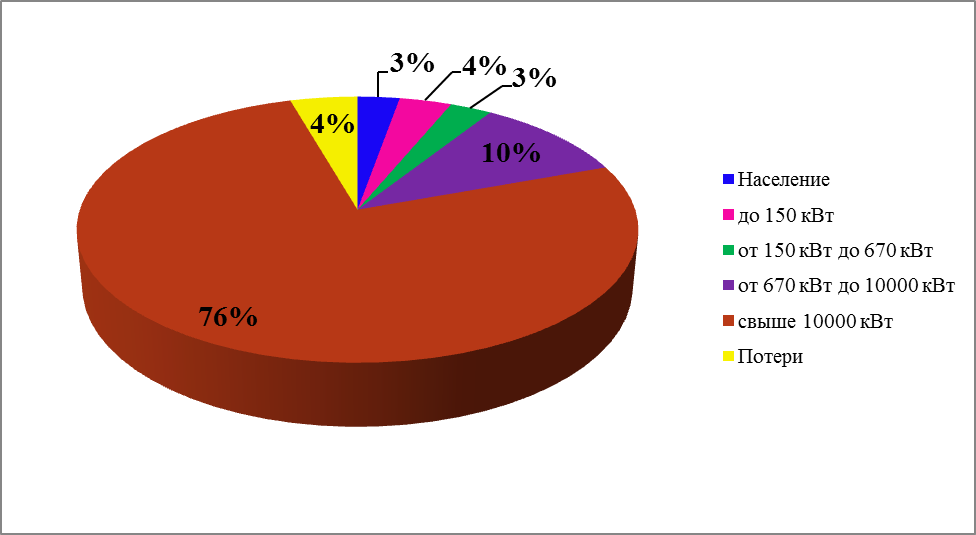 3%
4%
3%
4%
10%
76%
Население
до 150 кВт
от 150 кВт до 670 кВт
от 670 кВт до 10000 кВт
свыше 10000 кВт
Потери